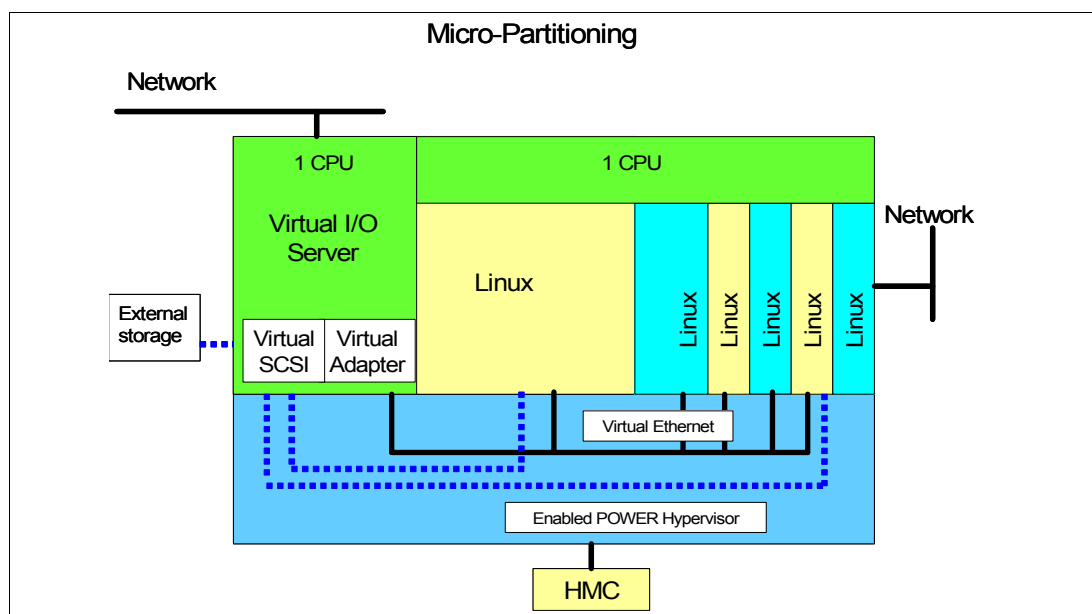 Micro-Partitioning
Network
1 CPU
1 CPU
Virtual I/O
Server
Linux
Linux
Linux
Linux
Linux
Linux
Network
External
storage
Virtual
SCSI
Virtual
Adapter
Virtual Ethernet
Enabled POWER Hypervisor
HMC